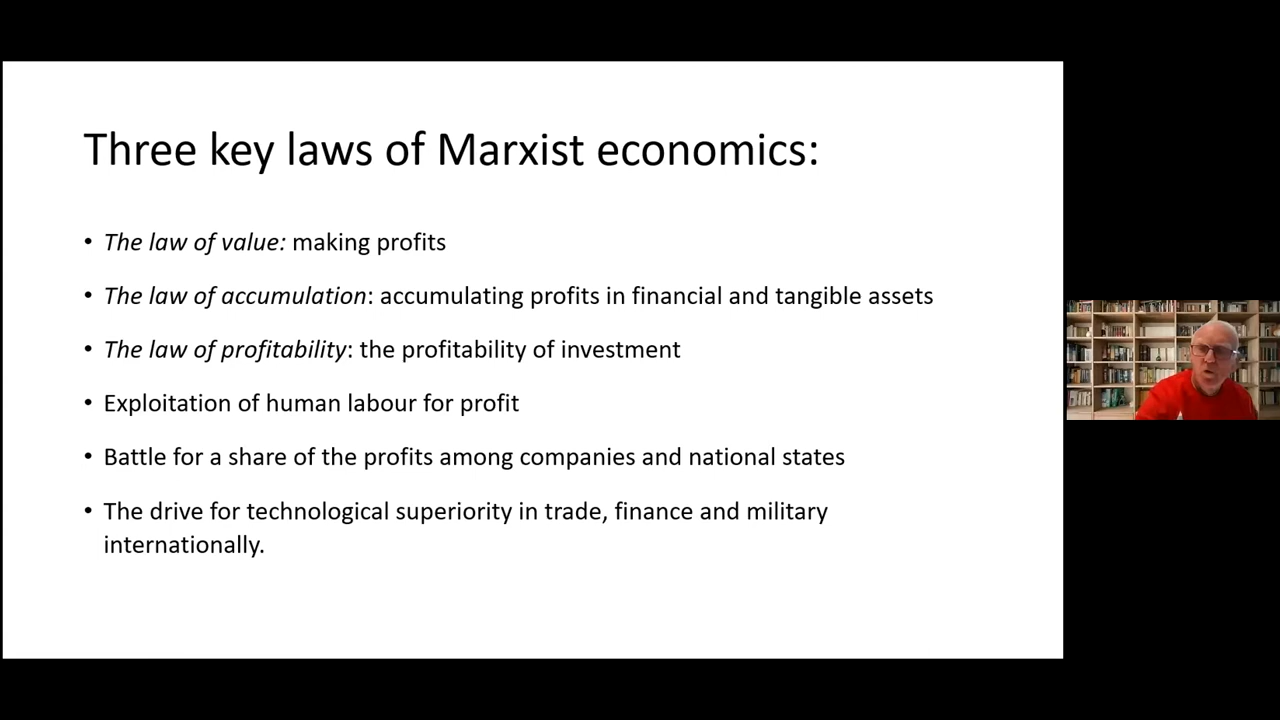 Three key laws of Marxist economics:
• The law of value: making profits
• The law of accumulation: accumulating profits in financial and tangible assets
• The law of profitability: the profitability of investment
• Exploitation of human labour for profit
• Battle for a share of the profits among companies and national states
• The drive for technological superiority in trade, finance and military
internationally.